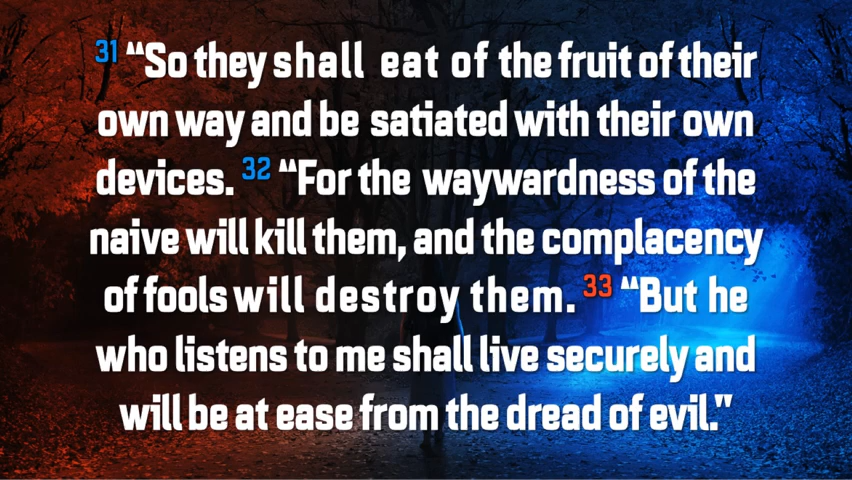 31 “So they shall eat of the fruit of their
own way and be satiated with their own
devices. 32 “For the waywardness of the
naive will kill them, and the complacency
of fools will destroy them. 33 “But he
who listens to me shall live securely and
will be at ease from the dread of evil."